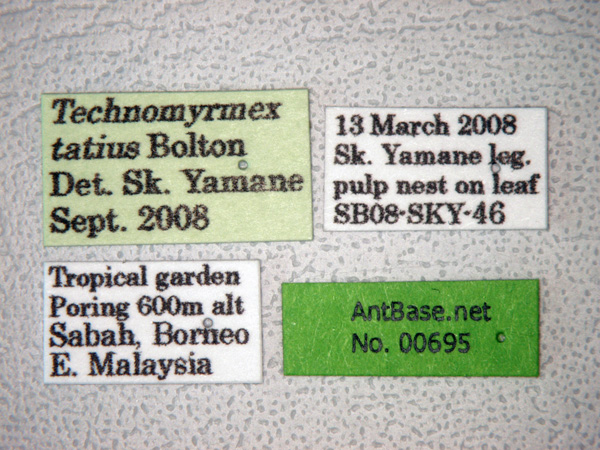 Technomyrmex
tatius Bolton
Det. Sk. Yamane
Sept. 2008
13 March 2008
Sk. Yamane leg.
pulp nest on leaf
SB08-SKY-46
Tropical garden
Poring 600m alt
Sabah, Borneo
E. Malaysia
AntBase.net
No. 00695